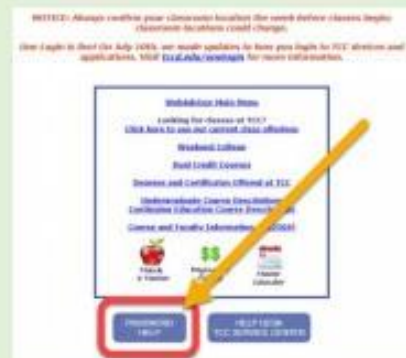 NOTICE: Always confirm your classroom location the week before classes begin;
classroom locations could change.
One Login is live! On July 10th, we made updates to how you login to TCC devices and
applications. Visit tccd.edu/onelogin for more information.
WebAdvisor Main Menu
Looking for classes at TCC?
Click here to see our current class offerings
Weekend College
Dual Credit Courses
Degrees and Certificates Offered at TCC
Undergraduate Course Descriptions
Continuing Education Course Descriptions
Course and Faculty Information
PASSWORD
HELP
HELP DESK
TCC SERVICE CENTER